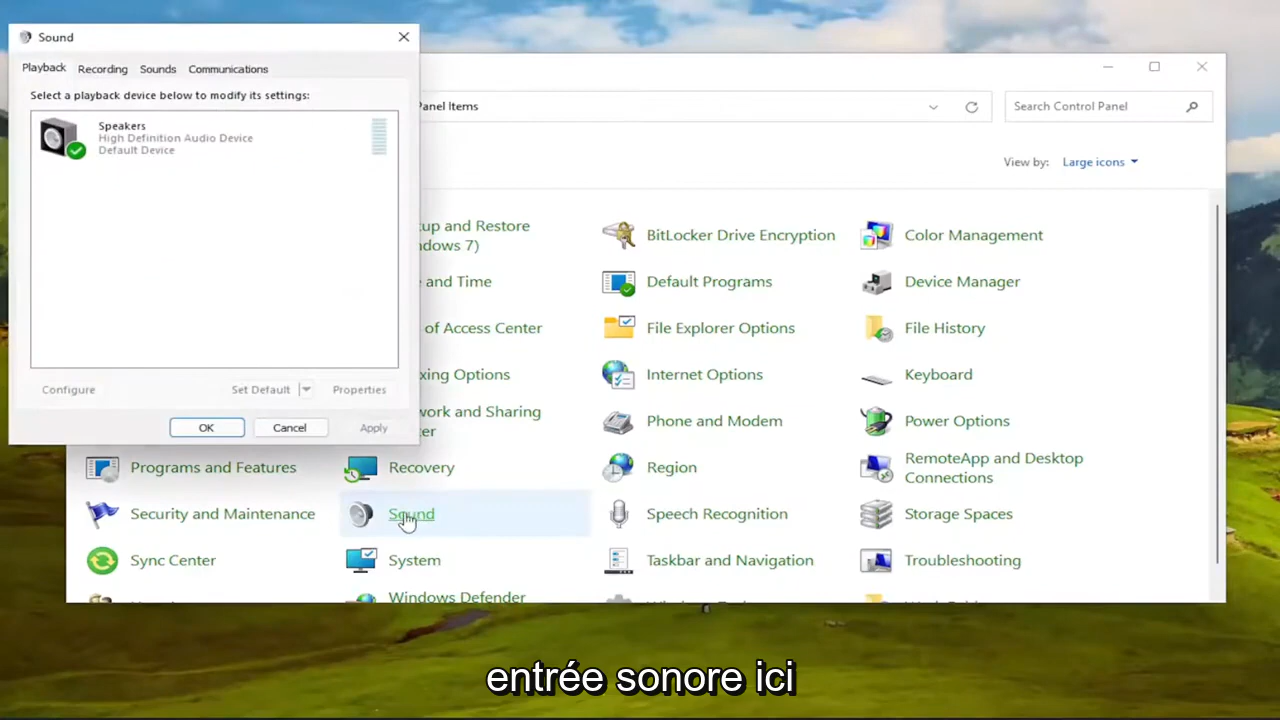 Sound
Playback
Recording
Sounds
Communications
Select a playback device below to modify its settings:
Speakers
High Definition Audio Device
Default Device
Configure
Set Default
Properties
OK
Cancel
Apply
Panel Items
Search Control Panel
View by:
Large icons
up and Restore
ndows 7)
BitLocker Drive Encryption
Color Management
e and Time
Default Programs
Device Manager
of Access Center
File Explorer Options
File History
xing Options
Internet Options
Keyboard
work and Sharing
ter
Phone and Modem
Power Options
Programs and Features
Recovery
Region
RemoteApp and Desktop
Connections
Security and Maintenance
Sound
Speech Recognition
Storage Spaces
Sync Center
System
Taskbar and Navigation
Troubleshooting
Windows Defender
entrée sonore ici